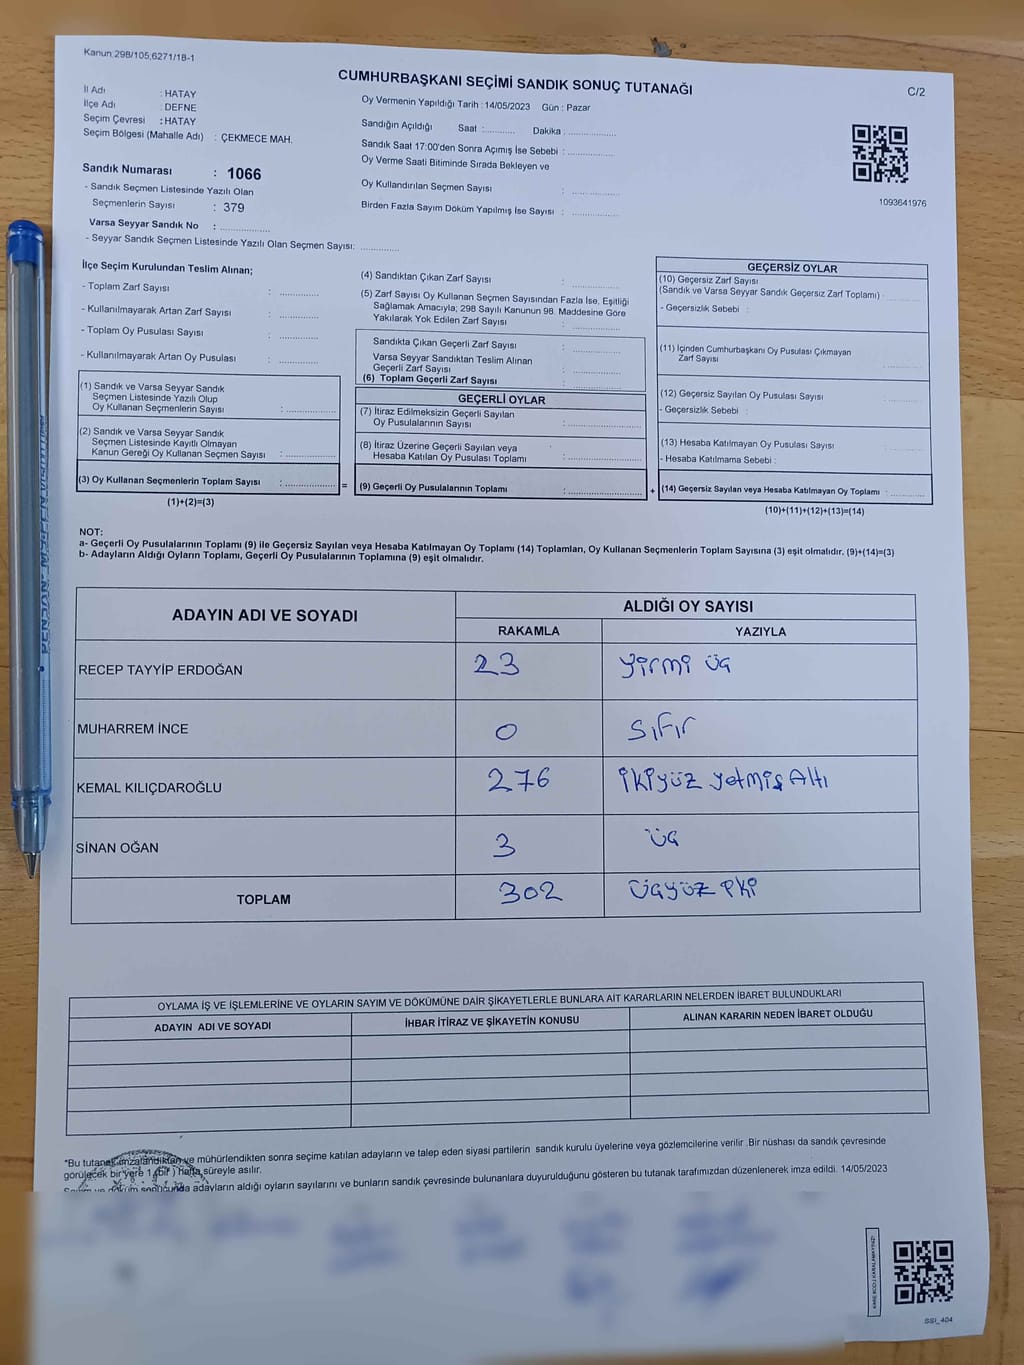 Kanun:298/105;6271/18-1
CUMHURBAŞKANI SEÇİMİ SANDIK SONUÇ TUTANAĞI
C/2
İl Adı : HATAY
İlçe Adı : DEFNE
Seçim Çevresi : HATAY
Seçim Bölgesi (Mahalle Adı) : ÇEKMECE MAH.
Oy Vermenin Yapıldığı Tarih : 14/05/2023 Gün : Pazar
Sandığın Açıldığı Saat :............ Dakika :................
Sandık Saat 17:00'den Sonra Açımış İse Sebebi :................
Oy Verme Saati Bitiminde Sırada Bekleyen ve
Oy Kullandırılan Seçmen Sayısı : ................
Birden Fazla Sayım Döküm Yapılmış İse Sayısı : ................
1093641976
Sandık Numarası : 1066
- Sandık Seçmen Listesinde Yazılı Olan
Seçmenlerin Sayısı : 379
Varsa Seyyar Sandık No : ................
- Seyyar Sandık Seçmen Listesinde Yazılı Olan Seçmen Sayısı: ............
İlçe Seçim Kurulundan Teslim Alınan;
- Toplam Zarf Sayısı : ............
- Kullanılmayarak Artan Zarf Sayısı : ............
- Toplam Oy Pusulası Sayısı : ............
- Kullanılmayarak Artan Oy Pusulası : ............
(1) Sandık ve Varsa Seyyar Sandık
Seçmen Listesinde Yazılı Olup
Oy Kullanan Seçmenlerin Sayısı : ................
(2) Sandık ve Varsa Seyyar Sandık
Seçmen Listesinde Kayıtlı Olmayan
Kanun Gereği Oy Kullanan Seçmen Sayısı : ................
(3) Oy Kullanan Seçmenlerin Toplam Sayısı : ................ =
(1)+(2)=(3)
(4) Sandıktan Çıkan Zarf Sayısı : ................
(5) Zarf Sayısı Oy Kullanan Seçmen Sayısından Fazla İse, Eşitliği
Sağlamak Amacıyla; 298 Sayılı Kanunun 98. Maddesine Göre
Yakılarak Yok Edilen Zarf Sayısı : ................
Sandıkta Çıkan Geçerli Zarf Sayısı : ................
Varsa Seyyar Sandıktan Teslim Alınan
Geçerli Zarf Sayısı : ................
(6) Toplam Geçerli Zarf Sayısı : ................
GEÇERLİ OYLAR
(7) İtiraz Edilmeksizin Geçerli Sayılan
Oy Pusulalarının Sayısı : ................
(8) İtiraz Üzerine Geçerli Sayılan veya
Hesaba Katılan Oy Pusulası Toplamı : ................
(9) Geçerli Oy Pusulalarının Toplamı : ................ +
GEÇERSİZ OYLAR
(10) Geçersiz Zarf Sayısı
(Sandık ve Varsa Seyyar Sandık Geçersiz Zarf Toplamı) : ............
- Geçersizlik Sebebi :
(11) İçinden Cumhurbaşkanı Oy Pusulası Çıkmayan
Zarf Sayısı : ............
(12) Geçersiz Sayılan Oy Pusulası Sayısı : ............
- Geçersizlik Sebebi :
(13) Hesaba Katılmayan Oy Pusulası Sayısı : ............
- Hesaba Katılmama Sebebi :
(14) Geçersiz Sayılan veya Hesaba Katılmayan Oy Toplamı : ............
(10)+(11)+(12)+(13)=(14)
NOT:
a- Geçerli Oy Pusulalarının Toplamı (9) ile Geçersiz Sayılan veya Hesaba Katılmayan Oy Toplamı (14) Toplamları, Oy Kullanan Seçmenlerin Toplam Sayısına (3) eşit olmalıdır. (9)+(14)=(3)
b- Adayların Aldığı Oyların Toplamı, Geçerli Oy Pusulalarının Toplamına (9) eşit olmalıdır.
ADAYIN ADI VE SOYADI ALDIĞI OY SAYISI
RAKAMLA YAZIYLA
RECEP TAYYİP ERDOĞAN 23 Yirmi üç
MUHARREM İNCE 0 Sıfır
KEMAL KILIÇDAROĞLU 276 ikiyüz yetmiş Altı
SİNAN OĞAN 3 üç
TOPLAM 302 üçyüz iki
OYLAMA İŞ VE İŞLEMLERİNE VE OYLARIN SAYIM VE DÖKÜMÜNE DAİR ŞİKAYETLERLE BUNLARA AİT KARARLARIN NELERDEN İBARET BULUNDUKLARI
ADAYIN ADI VE SOYADI İHBAR İTİRAZ VE ŞİKAYETİN KONUSU ALINAN KARARIN NEDEN İBARET OLDUĞU
*Bu tutanak imzalandıktan ve mühürlendikten sonra seçime katılan adayların ve talep eden siyasi partilerin sandık kurulu üyelerine veya gözlemcilerine verilir .Bir nüshası da sandık çevresinde
görülecek bir yere 1 (bir ) hafta süreyle asılır.
adayların aldığı oyların sayılarını ve bunların sandık çevresinde bulunanlara duyurulduğunu gösteren bu tutanak tarafımızdan düzenlenerek imza edildi. 14/05/2023
KARE KODU KARALAMAYINIZ!
SSI_404
PENSAN